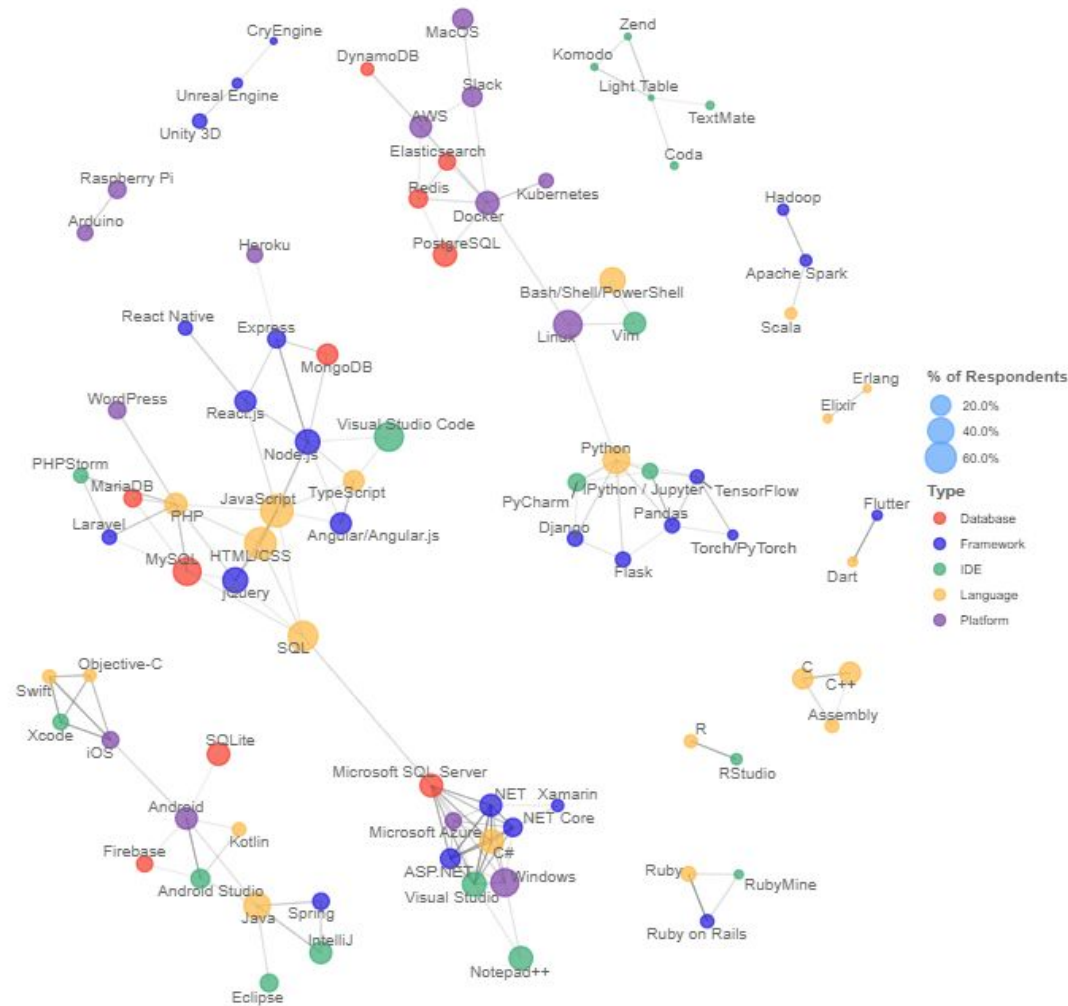 CryEngine
Unreal Engine
Unity 3D
MacOS
DynamoDB
Slack
AWS
Elasticsearch
Redis
Docker
Kubernetes
PostgreSQL
Zend
Komodo
Light Table
TextMate
Coda
Raspberry Pi
Arduino
Hadoop
Apache Spark
Scala
Heroku
Bash/Shell/PowerShell
Linux
Vim
React Native
Express
MongoDB
React.js
WordPress
Node.js
Visual Studio Code
PHPStorm
MariaDB
PHP
JavaScript
TypeScript
Laravel
HTML/CSS
Angular/Angular.js
MySQL
jQuery
SQL
Python
PyCharm
IPython / Jupyter
TensorFlow
Django
Pandas
Torch/PyTorch
Flask
Erlang
Elixir
Flutter
Dart
% of Respondents
20.0%
40.0%
60.0%
Type
Database
Framework
IDE
Language
Platform
Objective-C
Swift
Xcode
iOS
SQLite
Android
Kotlin
Firebase
Android Studio
Java
Spring
IntelliJ
Eclipse
Microsoft SQL Server
.NET
Xamarin
Microsoft Azure
.NET Core
C#
ASP.NET
Windows
Visual Studio
Notepad++
C
C++
Assembly
R
RStudio
Ruby
RubyMine
Ruby on Rails